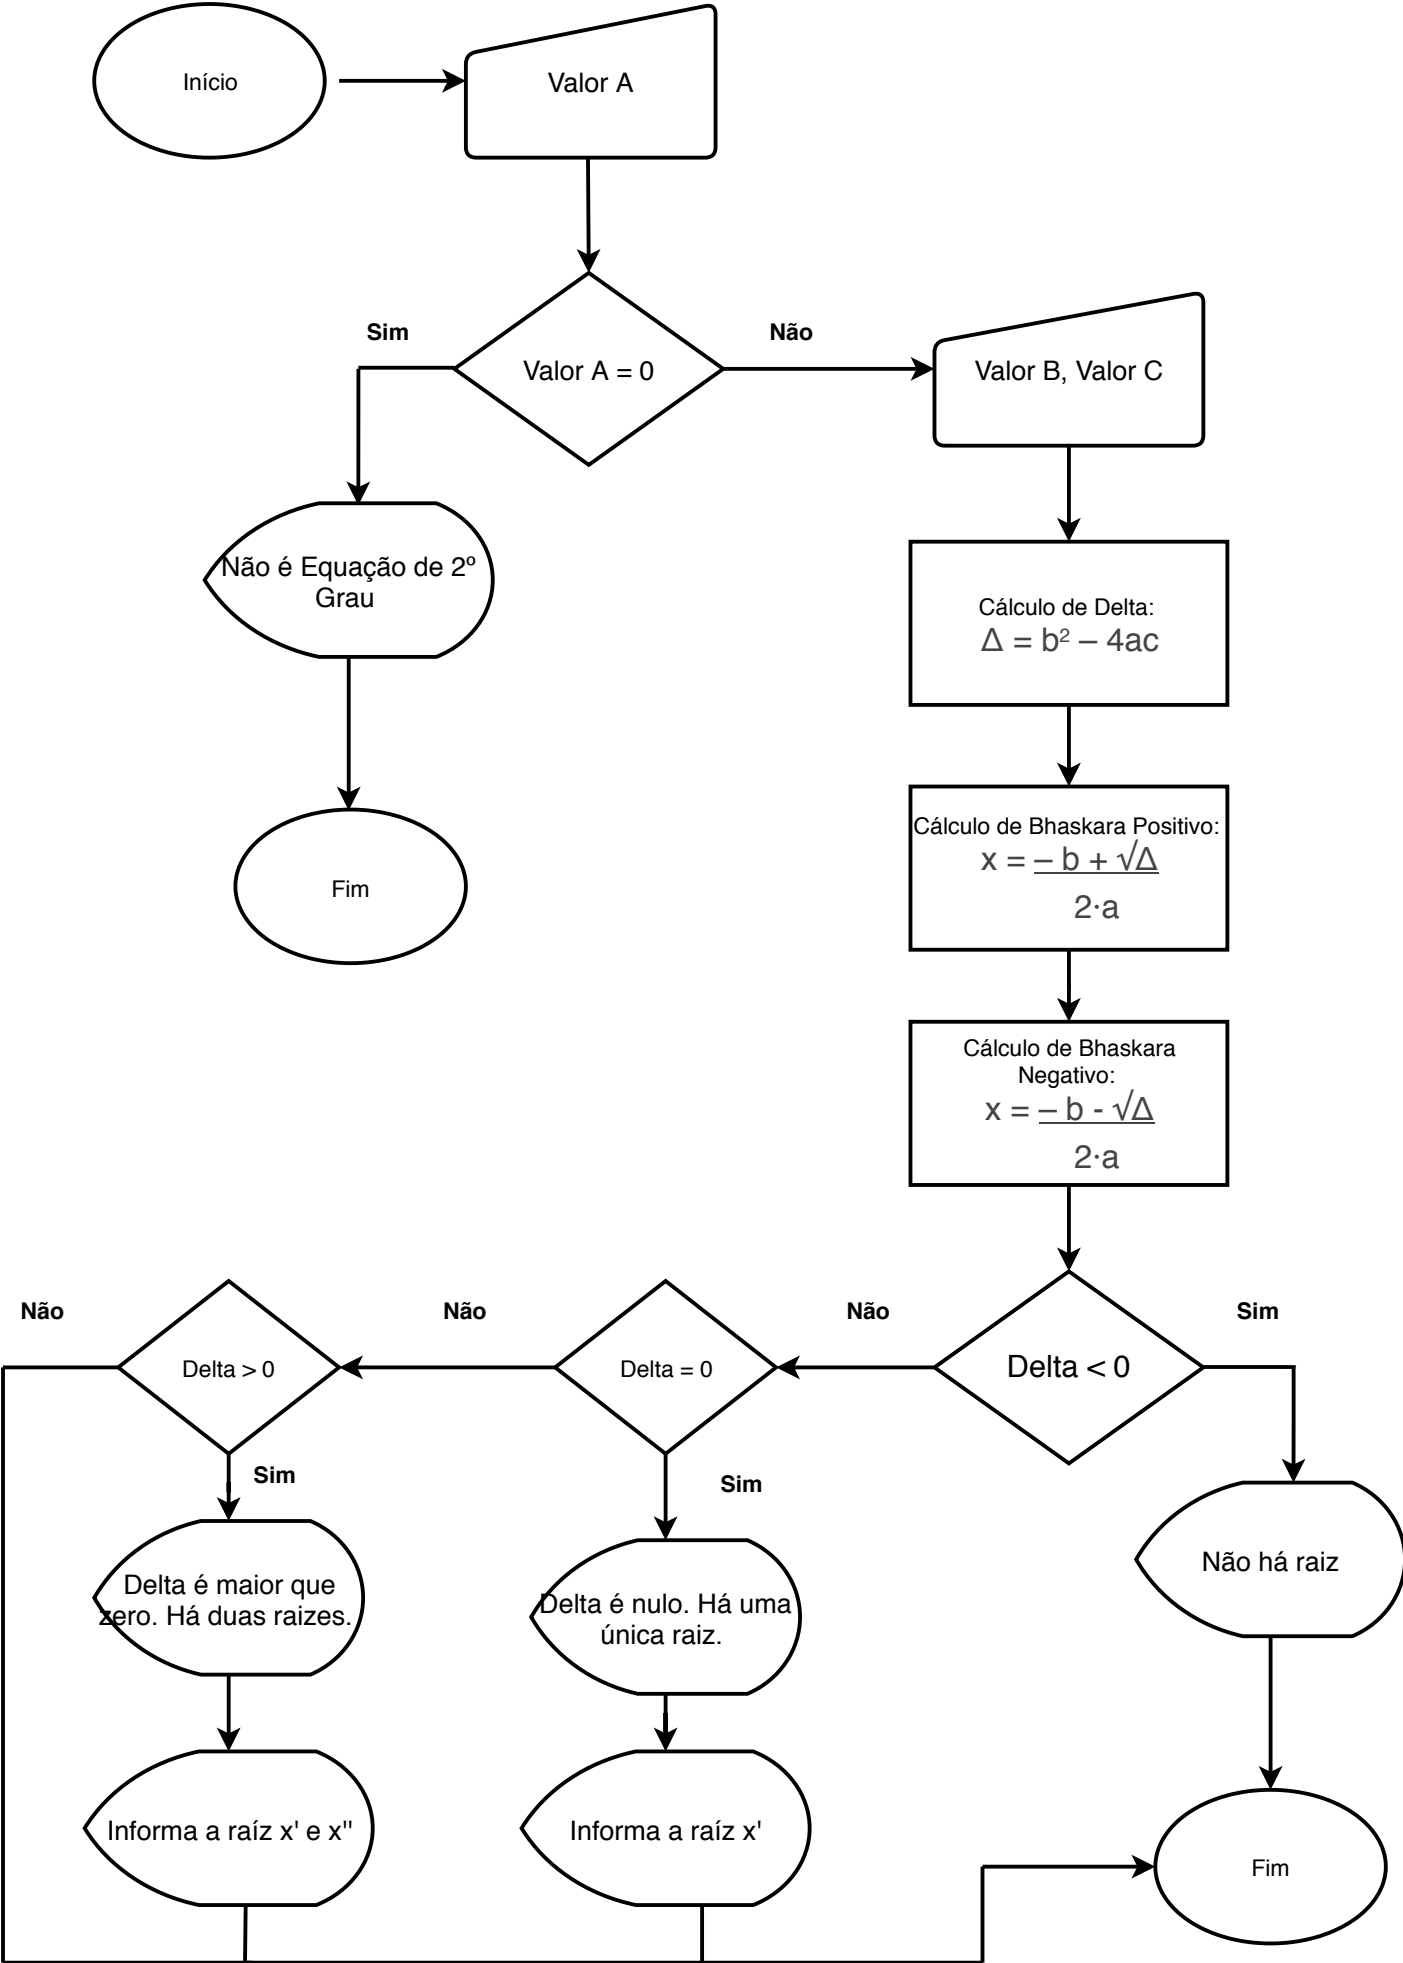 Início
Valor A
Sim
Não
Valor A = 0
Valor B, Valor C
Não é Equação de 2º
Grau
Cálculo de Delta:
Δ = b² – 4ac
Cálculo de Bhaskara Positivo:
x = – b + √Δ
2·a
Fim
Cálculo de Bhaskara
Negativo:
x = – b - √Δ
2·a
Não
Não
Não
Sim
Delta > 0
Delta = 0
Delta < 0
Sim
Sim
Delta é maior que
zero. Há duas raizes.
Delta é nulo. Há uma
única raiz.
Não há raiz
Informa a raíz x' e x''
Informa a raíz x'
Fim